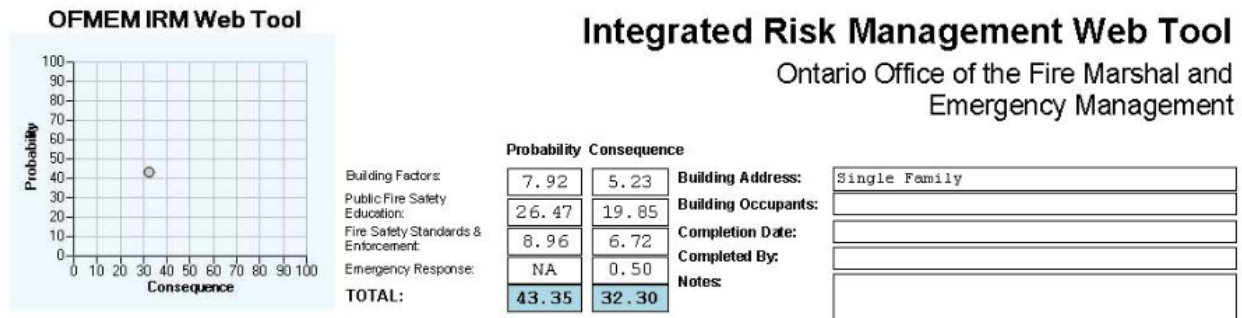 OFMEM IRM Web Tool
Integrated Risk Management Web Tool
Ontario Office of the Fire Marshal and
Emergency Management
100
90
80
70
60
50
40
30
20
10
0
Probability
0 10 20 30 40 50 60 70 80 90 100
Consequence
Probability Consequence
Building Factors: 7.92 5.23
Public Fire Safety
Education: 26.47 19.85
Fire Safety Standards &
Enforcement: 8.96 6.72
Emergency Response: NA 0.50
TOTAL: 43.35 32.30
Building Address: Single Family
Building Occupants:
Completion Date:
Completed By:
Notes: